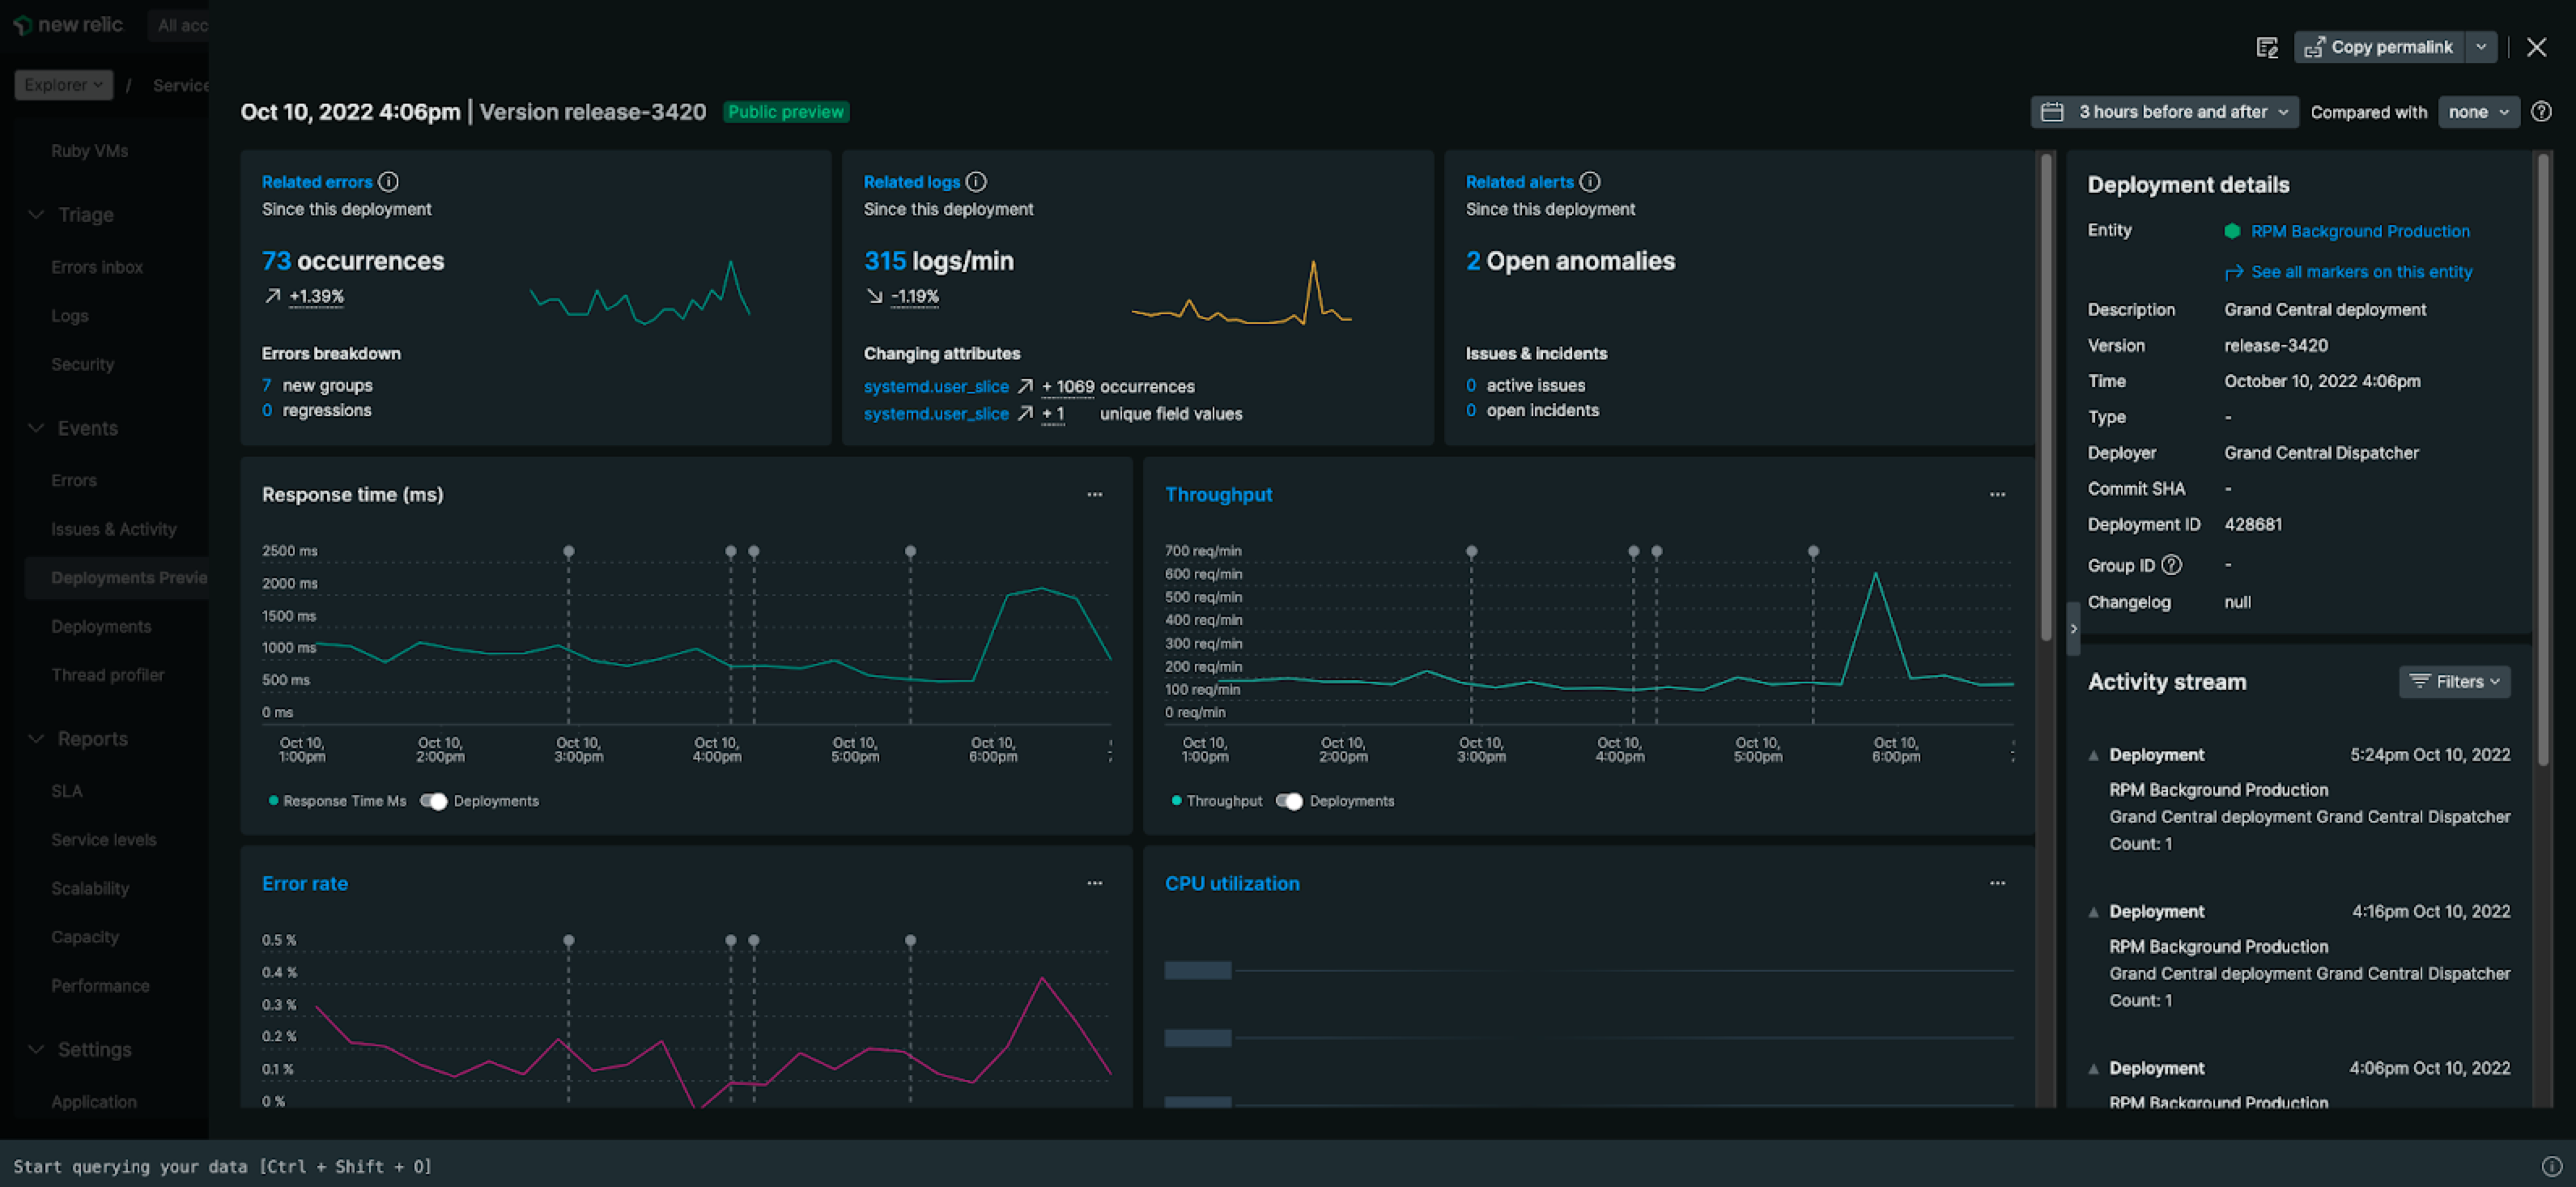 new relic
All acc
Copy permalink
Explorer / Service
Oct 10, 2022 4:06pm | Version release-3420 Public preview
3 hours before and after Compared with none
Ruby VMs
Triage
Errors inbox
Logs
Security
Events
Errors
Issues & Activity
Deployments Previe
Deployments
Thread profiler
Reports
SLA
Service levels
Scalability
Capacity
Performance
Settings
Application
Related errors
Since this deployment
73 occurrences
+1.39%
Errors breakdown
7 new groups
0 regressions
Related logs
Since this deployment
315 logs/min
-1.19%
Changing attributes
systemd.user_slice + 1069 occurrences
systemd.user_slice + 1 unique field values
Related alerts
Since this deployment
2 Open anomalies
Issues & incidents
0 active issues
0 open incidents
Response time (ms)
2500 ms
2000 ms
1500 ms
1000 ms
500 ms
0 ms
Oct 10, Oct 10, Oct 10, Oct 10, Oct 10, Oct 10,
1:00pm 2:00pm 3:00pm 4:00pm 5:00pm 6:00pm
Response Time Ms Deployments
Throughput
700 req/min
600 req/min
500 req/min
400 req/min
300 req/min
200 req/min
100 req/min
0 req/min
Oct 10, Oct 10, Oct 10, Oct 10, Oct 10, Oct 10,
1:00pm 2:00pm 3:00pm 4:00pm 5:00pm 6:00pm
Throughput Deployments
Error rate
0.5 %
0.4 %
0.3 %
0.2 %
0.1 %
0 %
CPU utilization
Deployment details
Entity RPM Background Production
See all markers on this entity
Description Grand Central deployment
Version release-3420
Time October 10, 2022 4:06pm
Type -
Deployer Grand Central Dispatcher
Commit SHA -
Deployment ID 428681
Group ID -
Changelog null
Activity stream Filters
Deployment 5:24pm Oct 10, 2022
RPM Background Production
Grand Central deployment Grand Central Dispatcher
Count: 1
Deployment 4:16pm Oct 10, 2022
RPM Background Production
Grand Central deployment Grand Central Dispatcher
Count: 1
Deployment 4:06pm Oct 10, 2022
RPM Background Production
Start querying your data [Ctrl + Shift + O]